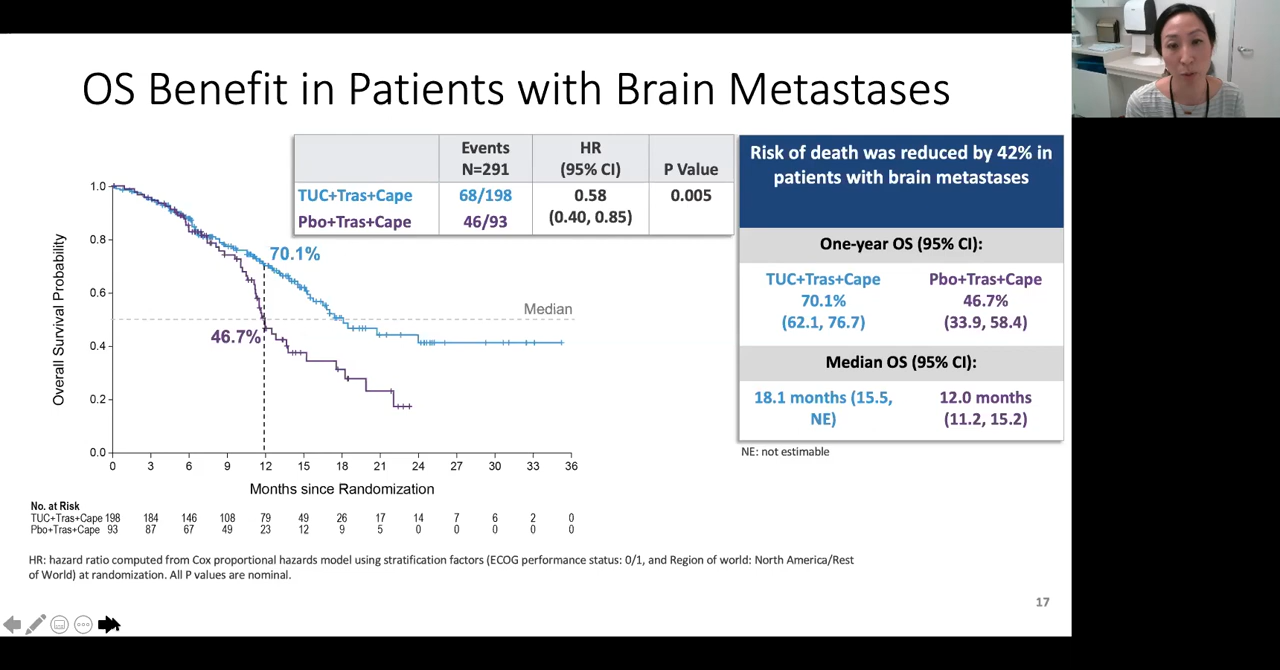 OS Benefit in Patients with Brain Metastases
Events HR
N=291 (95% CI) P Value
TUC+Tras+Cape 68/198 0.58 0.005
(0.40, 0.85)
Pbo+Tras+Cape 46/93
Risk of death was reduced by 42% in
patients with brain metastases
One-year OS (95% CI):
TUC+Tras+Cape Pbo+Tras+Cape
70.1% 46.7%
(62.1, 76.7) (33.9, 58.4)
Median OS (95% CI):
18.1 months (15.5, 12.0 months
NE) (11.2, 15.2)
NE: not estimable
Overall Survival Probability
1.0
0.8
0.6
0.4
0.2
0.0
70.1%
Median
46.7%
0 3 6 9 12 15 18 21 24 27 30 33 36
Months since Randomization
No. at Risk
TUC+Tras+Cape 198 184 146 108 79 49 26 17 14 7 6 2 0
Pbo+Tras+Cape 93 87 67 49 23 12 9 5 0 0 0 0 0
HR: hazard ratio computed from Cox proportional hazards model using stratification factors (ECOG performance status: 0/1, and Region of world: North America/Rest
of World) at randomization. All P values are nominal.
17